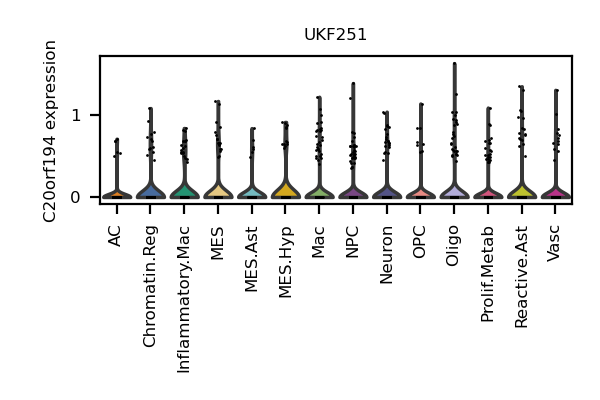 UKF251
C20orf194 expression
1
0
AC
Chromatin.Reg
Inflammatory.Mac
MES
MES.Ast
MES.Hyp
Mac
NPC
Neuron
OPC
Oligo
Prolif.Metab
Reactive.Ast
Vasc